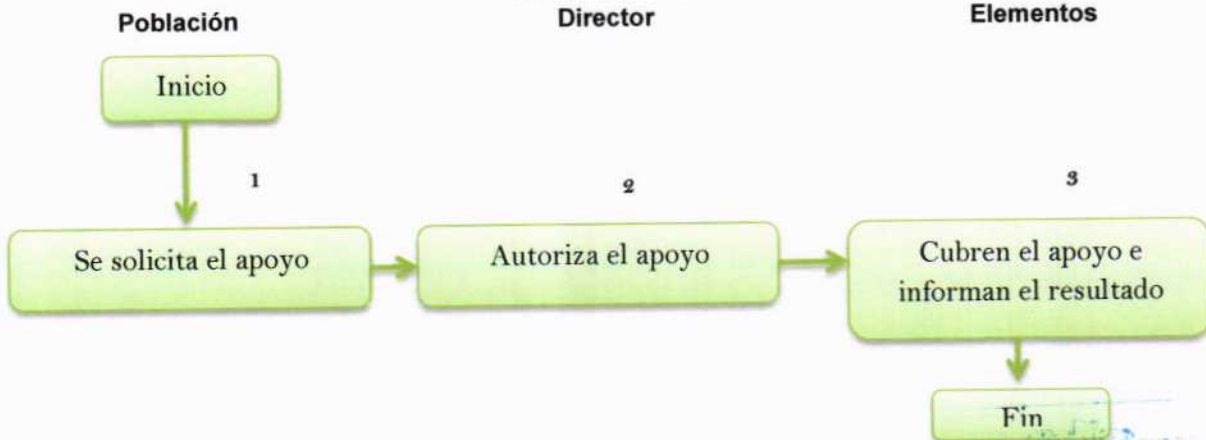 Población
Director
Elementos
Inicio
1
2
3
Se solicita el apoyo
Autoriza el apoyo
Cubren el apoyo e
informan el resultado
Fin